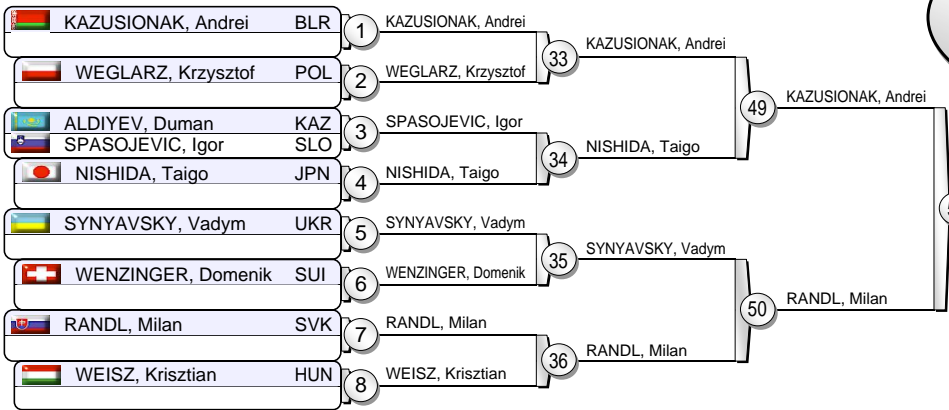 KAZUSIONAK, Andrei BLR
WEGLARZ, Krzysztof POL
ALDIYEV, Duman KAZ
SPASOJEVIC, Igor SLO
NISHIDA, Taigo JPN
SYNYAVSKY, Vadym UKR
WENZINGER, Domenik SUI
RANDL, Milan SVK
WEISZ, Krisztian HUN
1 KAZUSIONAK, Andrei
2 WEGLARZ, Krzysztof
3 SPASOJEVIC, Igor
4 NISHIDA, Taigo
5 SYNYAVSKY, Vadym
6 WENZINGER, Domenik
7 RANDL, Milan
8 WEISZ, Krisztian
33 KAZUSIONAK, Andrei
34 NISHIDA, Taigo
35 SYNYAVSKY, Vadym
36 RANDL, Milan
49 KAZUSIONAK, Andrei
50 RANDL, Milan